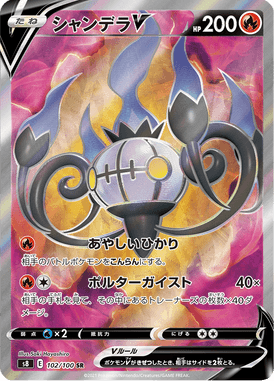 たね
シャンデラV
HP 200
あやしいひかり
相手のバトルポケモンをこんらんにする。
ポルターガイスト 40×
相手の手札を見て、その中にあるトレーナーズの枚数×40ダ
メージ。
弱点 ×2 抵抗力 にげる
Illus. Saki Hayashiro
Vルール
ポケモンVがきぜつしたとき、相手はサイドを2枚とる。
s8 E 102/100 SR